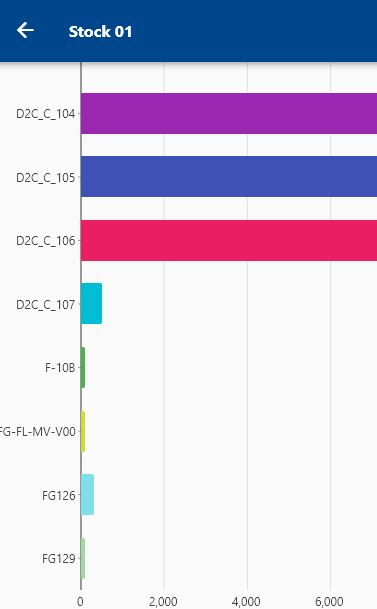 Stock 01
D2C_C_104
D2C_C_105
D2C_C_106
D2C_C_107
F-10B
FG-FL-MV-V00
FG126
FG129
0 2,000 4,000 6,000